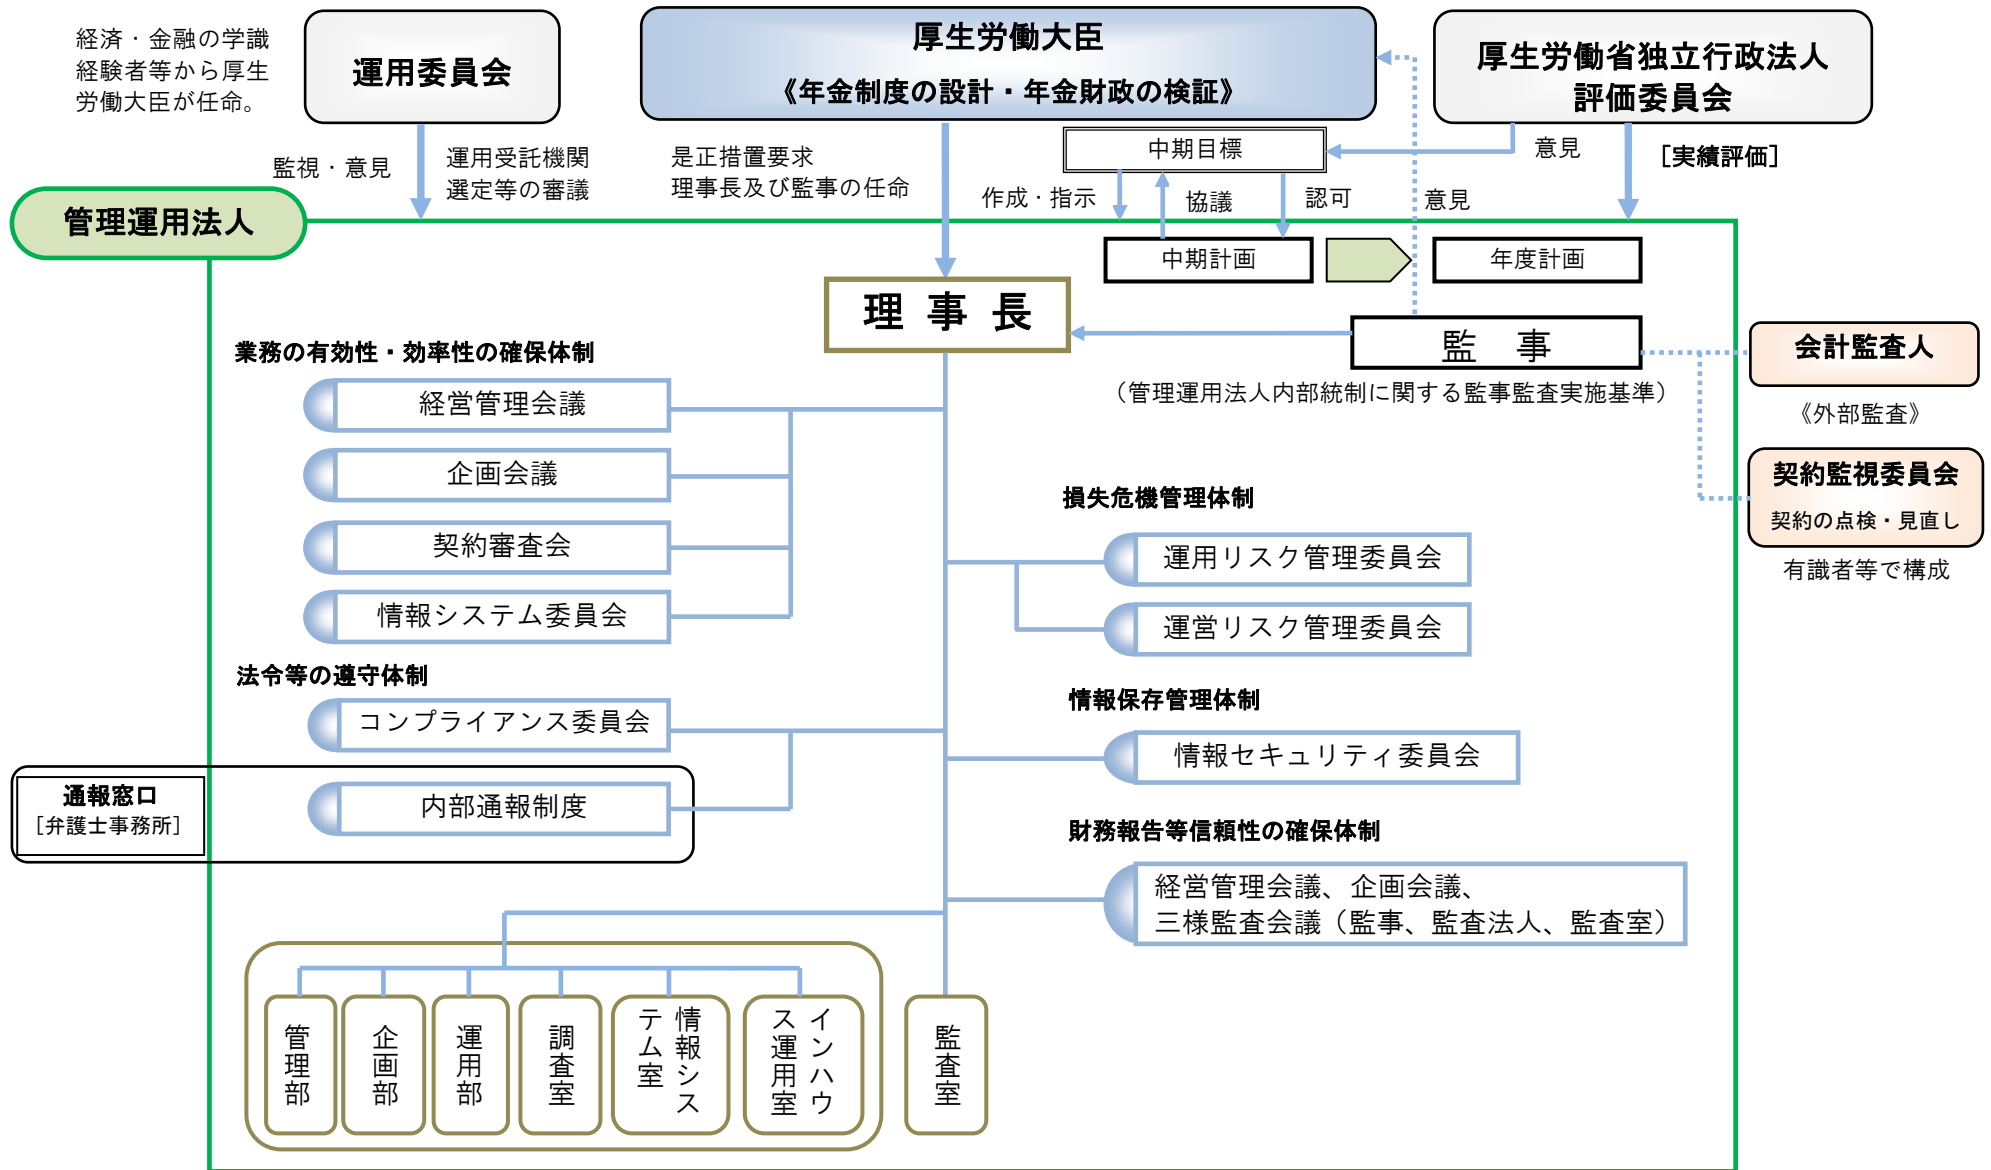 経済・金融の学識
経験者等から厚生
労働大臣が任命。
運用委員会
厚生労働大臣
《年金制度の設計・年金財政の検証》
厚生労働省独立行政法人
評価委員会
監視・意見
運用受託機関
選定等の審議
是正措置要求
理事長及び監事の任命
中期目標
意見
［実績評価］
作成・指示
協議
認可
意見
管理運用法人
中期計画
年度計画
理事長
監 事
（管理運用法人内部統制に関する監事監査実施基準）
会計監査人
《外部監査》
契約監視委員会
契約の点検・見直し
有識者等で構成
業務の有効性・効率性の確保体制
経営管理会議
企画会議
契約審査会
情報システム委員会
法令等の遵守体制
コンプライアンス委員会
通報窓口
［弁護士事務所］
内部通報制度
損失危機管理体制
運用リスク管理委員会
運営リスク管理委員会
情報保存管理体制
情報セキュリティ委員会
財務報告等信頼性の確保体制
経営管理会議、企画会議、
三様監査会議（監事、監査法人、監査室）
管理部
企画部
運用部
調査室
情報シス
テム室
インハウ
ス運用室
監査室